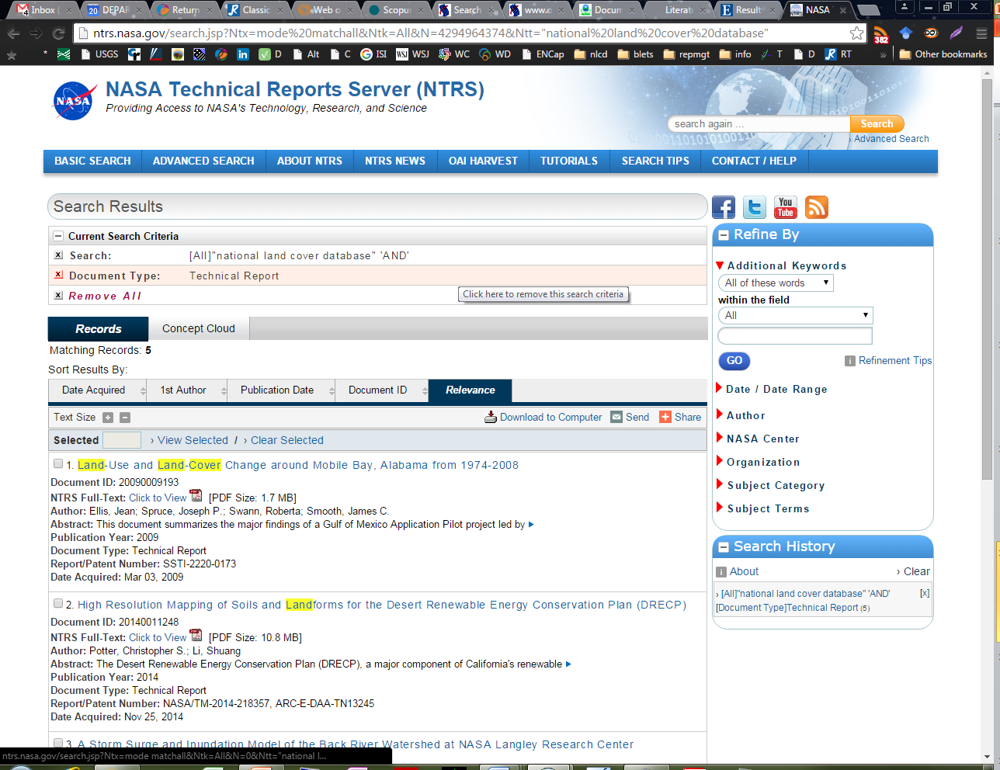 Inbox (
4
20
DEPAR
Return
Classic
Web o
Scopus
Search
www.o
Docum
Literatu
Result
NASA
ntrs.nasa.gov/search.jsp?Ntx=mode%20matchall&Ntk=All&N=4294964374&Ntt="national%20land%20cover%20database"
382
USGS
D
Alt
C
ISI
WSJ
WSJ
WC
WD
ENCap
nlcd
blets
repmgt
info
T
D
RT
»
Other bookmarks
NASA
NASA Technical Reports Server (NTRS)
Providing Access to NASA's Technology, Research, and Science
search again ...
Search
› Advanced Search
BASIC SEARCH
ADVANCED SEARCH
ABOUT NTRS
NTRS NEWS
OAI HARVEST
TUTORIALS
SEARCH TIPS
CONTACT / HELP
Search Results
You Tube
Current Search Criteria
x Search: [All]"national land cover database" 'AND'
x Document Type: Technical Report
x Remove All
Click here to remove this search criteria
Records
Concept Cloud
Matching Records: 5
Sort Results By:
Date Acquired
1st Author
Publication Date
Document ID
Relevance
Text Size
Download to Computer
Send
Share
Selected
› View Selected / › Clear Selected
1. Land-Use and Land-Cover Change around Mobile Bay, Alabama from 1974-2008
Document ID: 20090009193
NTRS Full-Text: Click to View [PDF Size: 1.7 MB]
Author: Ellis, Jean; Spruce, Joseph P.; Swann, Roberta; Smooth, James C.
Abstract: This document summarizes the major findings of a Gulf of Mexico Application Pilot project led by
Publication Year: 2009
Document Type: Technical Report
Report/Patent Number: SSTI-2220-0173
Date Acquired: Mar 03, 2009
2. High Resolution Mapping of Soils and Landforms for the Desert Renewable Energy Conservation Plan (DRECP)
Document ID: 20140011248
NTRS Full-Text: Click to View [PDF Size: 10.8 MB]
Author: Potter, Christopher S.; Li, Shuang
Abstract: The Desert Renewable Energy Conservation Plan (DRECP), a major component of California's renewable
Publication Year: 2014
Document Type: Technical Report
Report/Patent Number: NASA/TM-2014-218357, ARC-E-DAA-TN13245
Date Acquired: Nov 25, 2014
3. A Storm Surge and Inundation Model of the Back River Watershed at NASA Langley Research Center
ntrs.nasa.gov/search.jsp?Ntx=mode matchall&Ntk=All&N=0&Ntt="national l...
Refine By
Additional Keywords
All of these words
within the field
All
GO
Refinement Tips
Date / Date Range
Author
NASA Center
Organization
Subject Category
Subject Terms
Search History
About
› Clear
› [All]"national land cover database" 'AND' [x]
[Document Type]Technical Report (5)